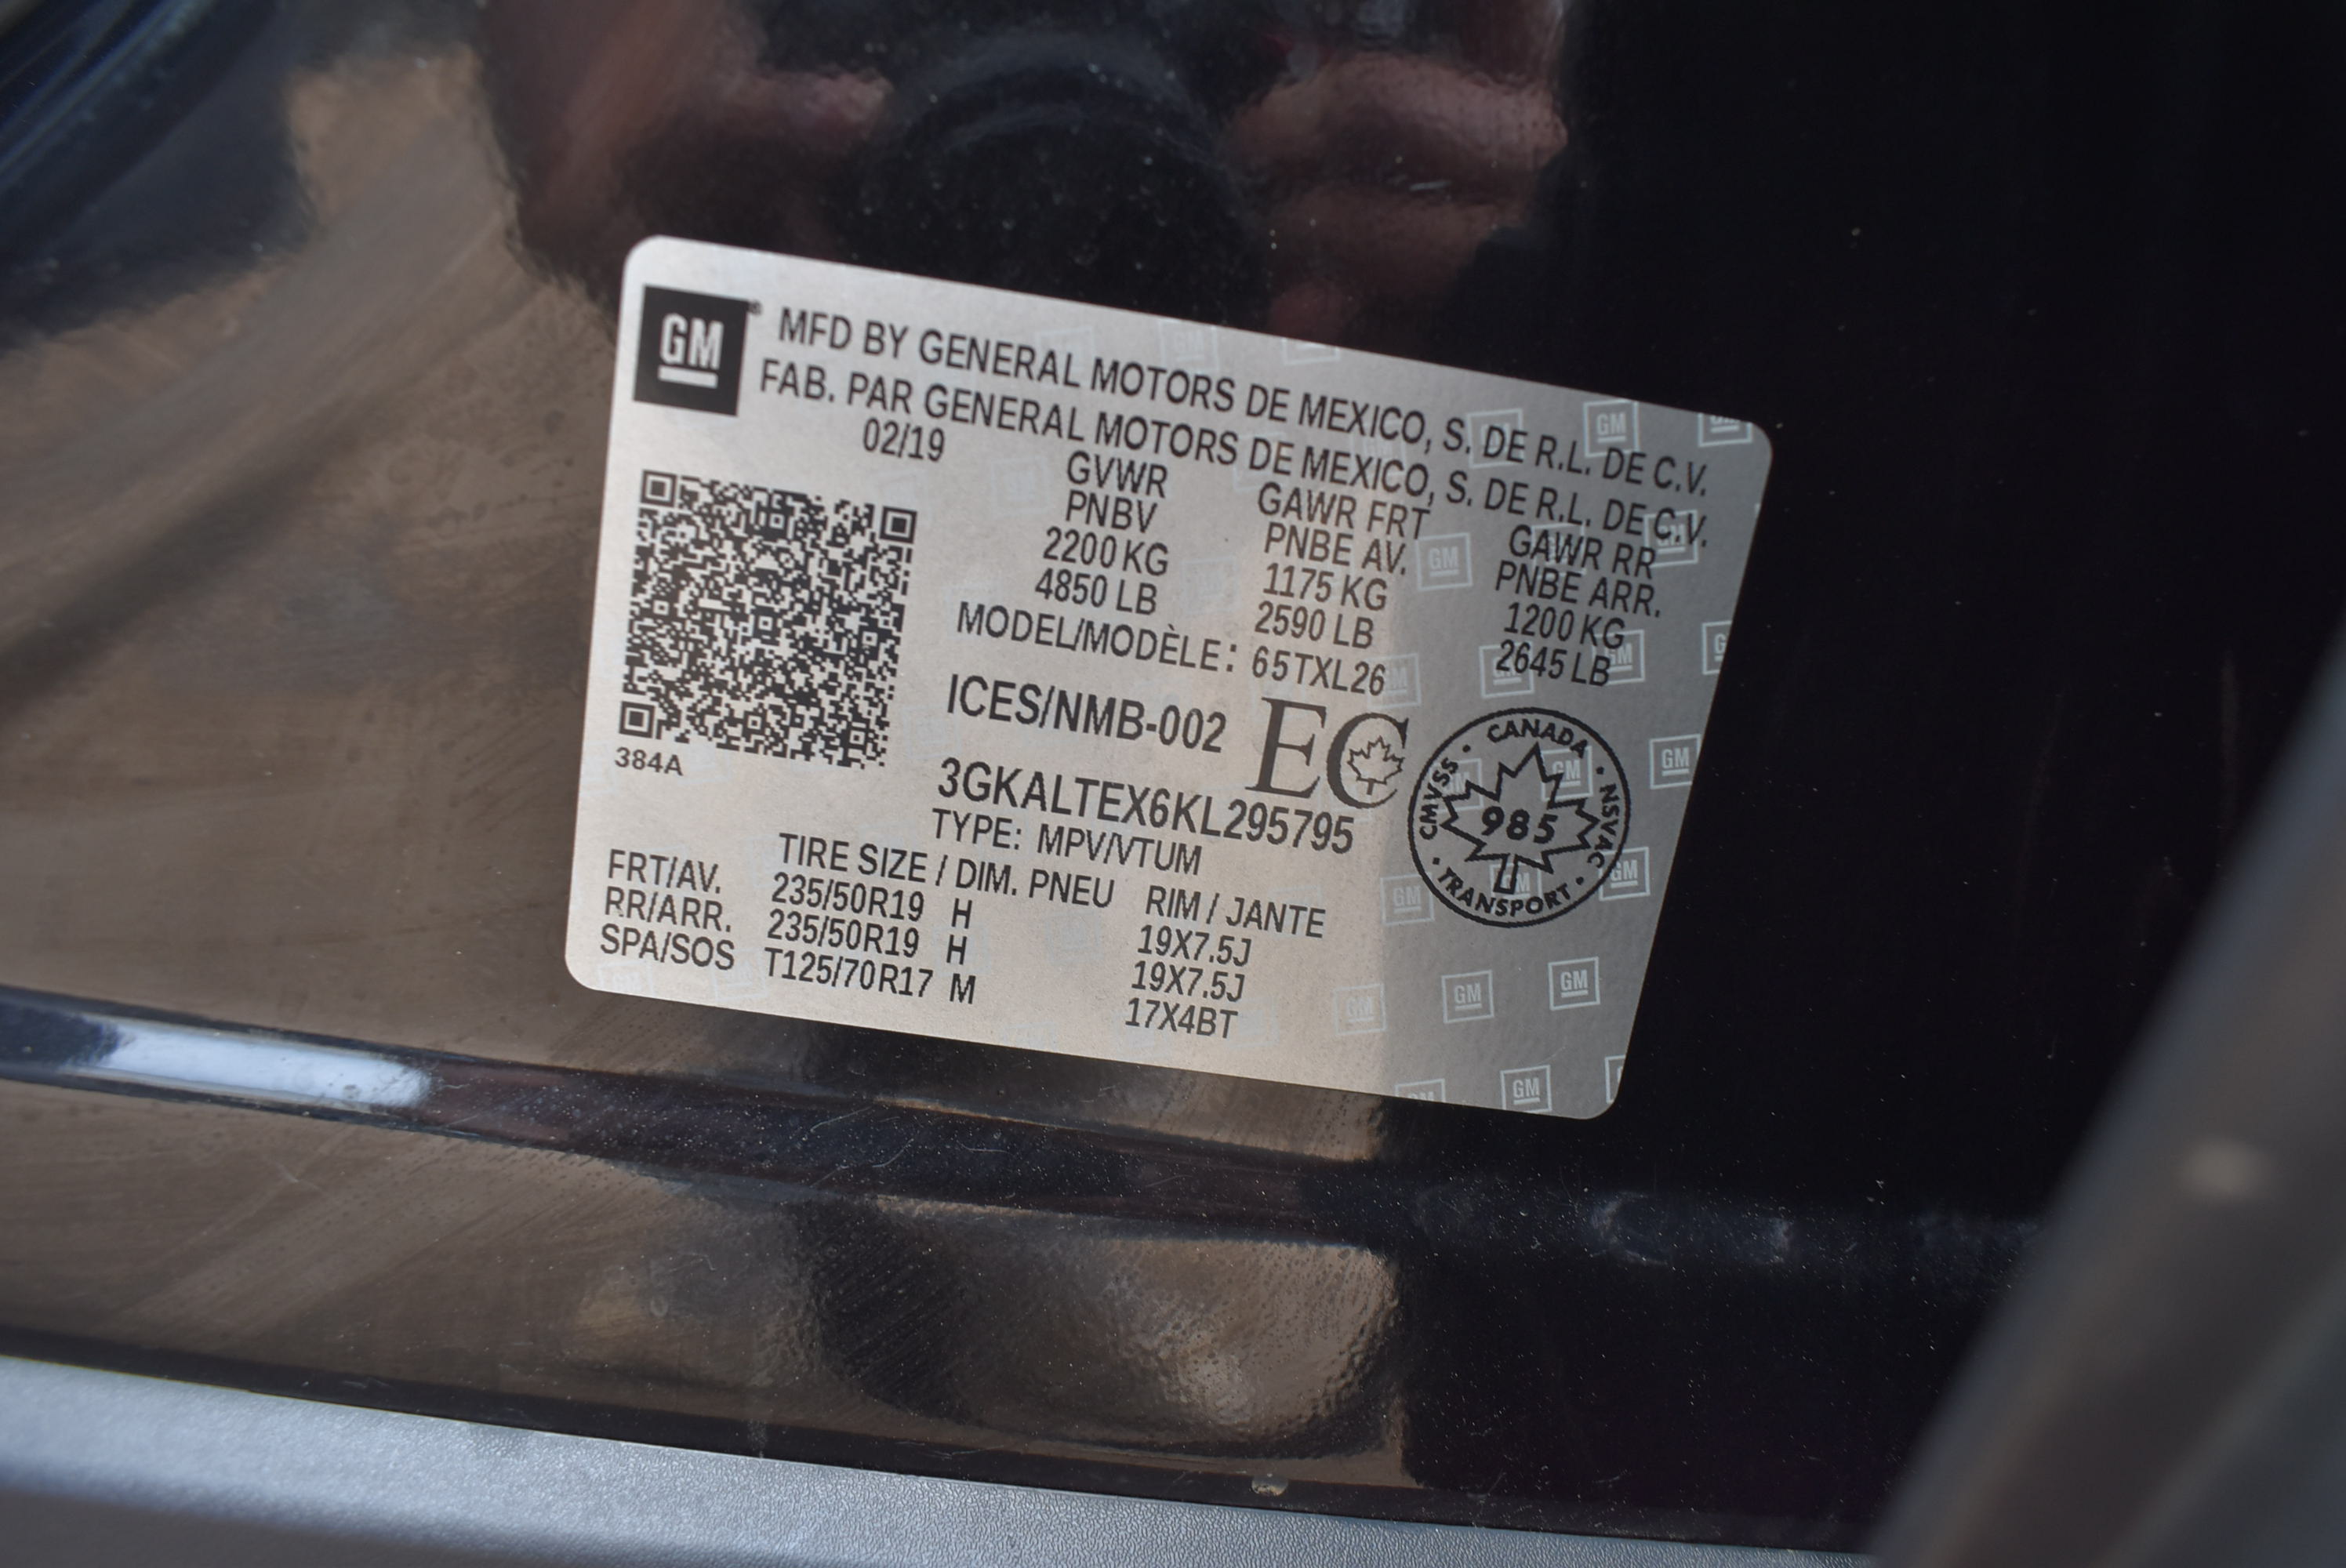 GM® MFD BY GENERAL MOTORS DE MEXICO, S. DE R.L. DE C.V.
FAB. PAR GENERAL MOTORS DE MEXICO, S. DE R.L. DE C.V.
02/19 GVWR GAWR FRT GAWR RR
PNBV PNBE AV. PNBE ARR.
2200 KG 1175 KG 1200 KG
4850 LB 2590 LB 2645 LB
MODEL/MODÈLE: 65TXL26
ICES/NMB-002 EC
384A
3GKALTEX6KL295795
TYPE: MPV/VTUM
CANADA · NSVAC · TRANSPORT · CMVSS ·
985
TIRE SIZE / DIM. PNEU RIM / JANTE
FRT/AV. 235/50R19 H 19X7.5J
RR/ARR. 235/50R19 H 19X7.5J
SPA/SOS T125/70R17 M 17X4BT